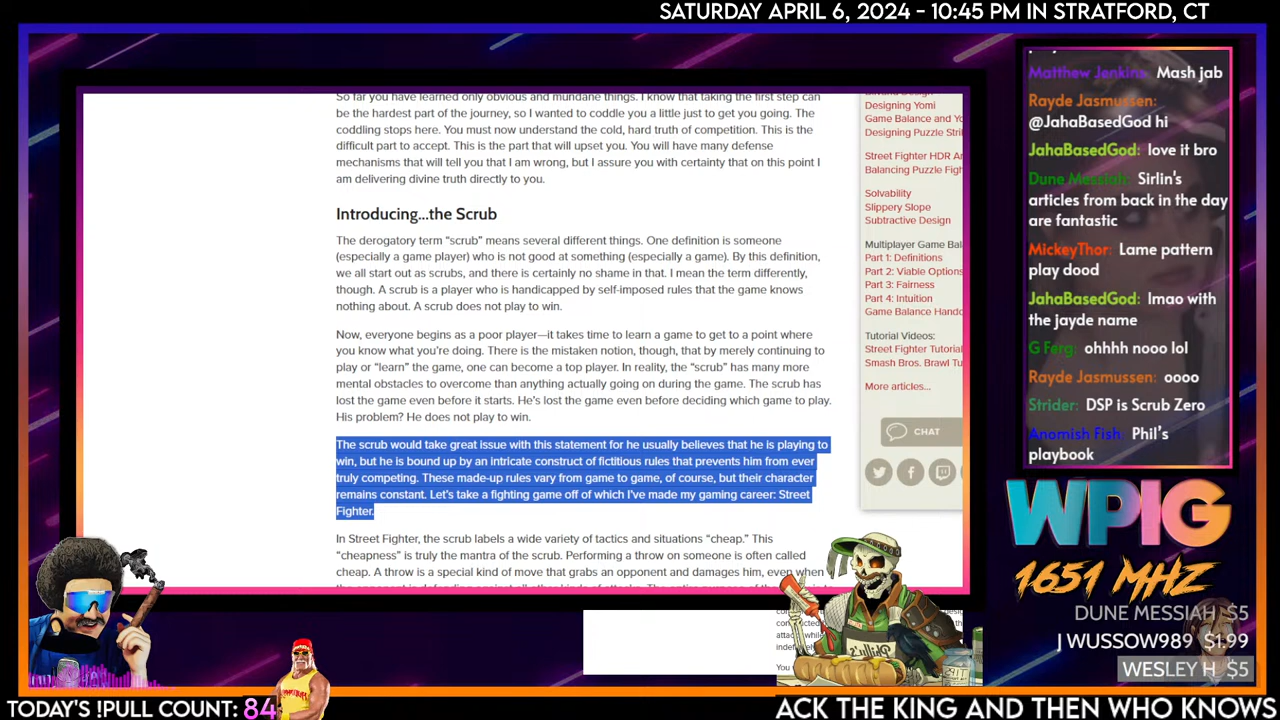 SATURDAY APRIL 6, 2024 - 10:45 PM IN STRATFORD, CT
So far you have learned only obvious and mundane things. I know that taking the first step can
be the hardest part of the journey, so I wanted to coddle you a little just to get you going. The
coddling stops here. You must now understand the cold, hard truth of competition. This is the
difficult part to accept. This is the part that will upset you. You will have many defense
mechanisms that will tell you that I am wrong, but I assure you with certainty that on this point I
am delivering divine truth directly to you.
Introducing...the Scrub
The derogatory term “scrub” means several different things. One definition is someone
(especially a game player) who is not good at something (especially a game). By this definition,
we all start out as scrubs, and there is certainly no shame in that. I mean the term differently,
though. A scrub is a player who is handicapped by self-imposed rules that the game knows
nothing about. A scrub does not play to win.
Now, everyone begins as a poor player—it takes time to learn a game to get to a point where
you know what you’re doing. There is the mistaken notion, though, that by merely continuing to
play or “learn” the game, one can become a top player. In reality, the “scrub” has many more
mental obstacles to overcome than anything actually going on during the game. The scrub has
lost the game even before it starts. He’s lost the game even before deciding which game to play.
His problem? He does not play to win.
The scrub would take great issue with this statement for he usually believes that he is playing to
win, but he is bound up by an intricate construct of fictitious rules that prevents him from ever
truly competing. These made-up rules vary from game to game, of course, but their character
remains constant. Let’s take a fighting game off of which I’ve made my gaming career: Street
Fighter.
In Street Fighter, the scrub labels a wide variety of tactics and situations “cheap.” This
“cheapness” is truly the mantra of the scrub. Performing a throw on someone is often called
cheap. A throw is a special kind of move that grabs an opponent and damages him, even when
Designing Yomi
Game Balance and Yo
Designing Puzzle Stri
Street Fighter HDR Ar
Balancing Puzzle Figh
Solvability
Slippery Slope
Subtractive Design
Multiplayer Game Bal
Part 1: Definitions
Part 2: Viable Options
Part 3: Fairness
Part 4: Intuition
Game Balance Hando
Tutorial Videos:
Street Fighter Tutorial
Smash Bros. Brawl Tu
More articles...
CHAT
Matthew Jenkins: Mash jab
Rayde Jasmussen:
@JahaBasedGod hi
JahaBasedGod: love it bro
Dune Messiah: Sirlin's
articles from back in the day
are fantastic
MickeyThor: Lame pattern
play dood
JahaBasedGod: lmao with
the jayde name
G Ferg: ohhhh nooo lol
Rayde Jasmussen: oooo
Strider: DSP is Scrub Zero
Anomish Fish: Phil’s
playbook
WPIG
1651 MHZ
DUNE MESSIAH $5
J WUSSOW989 $1.99
WESLEY H $5
TODAY'S !PULL COUNT: 84
ACK THE KING AND THEN WHO KNOWS